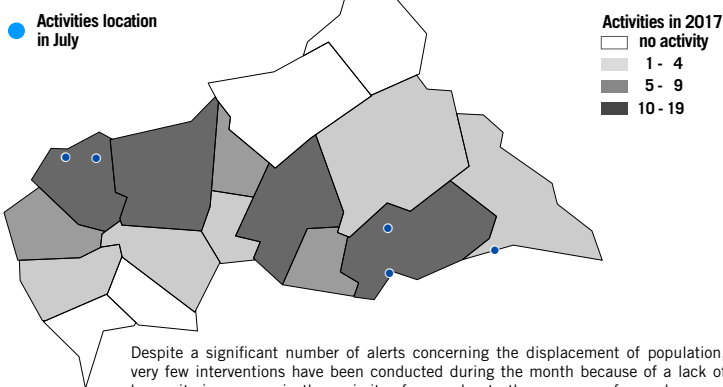 Activities location
in July
Activities in 2017
no activity
1 - 4
5 - 9
10 - 19
Despite a significant number of alerts concerning the displacement of population,
very few interventions have been conducted during the month because of a lack of